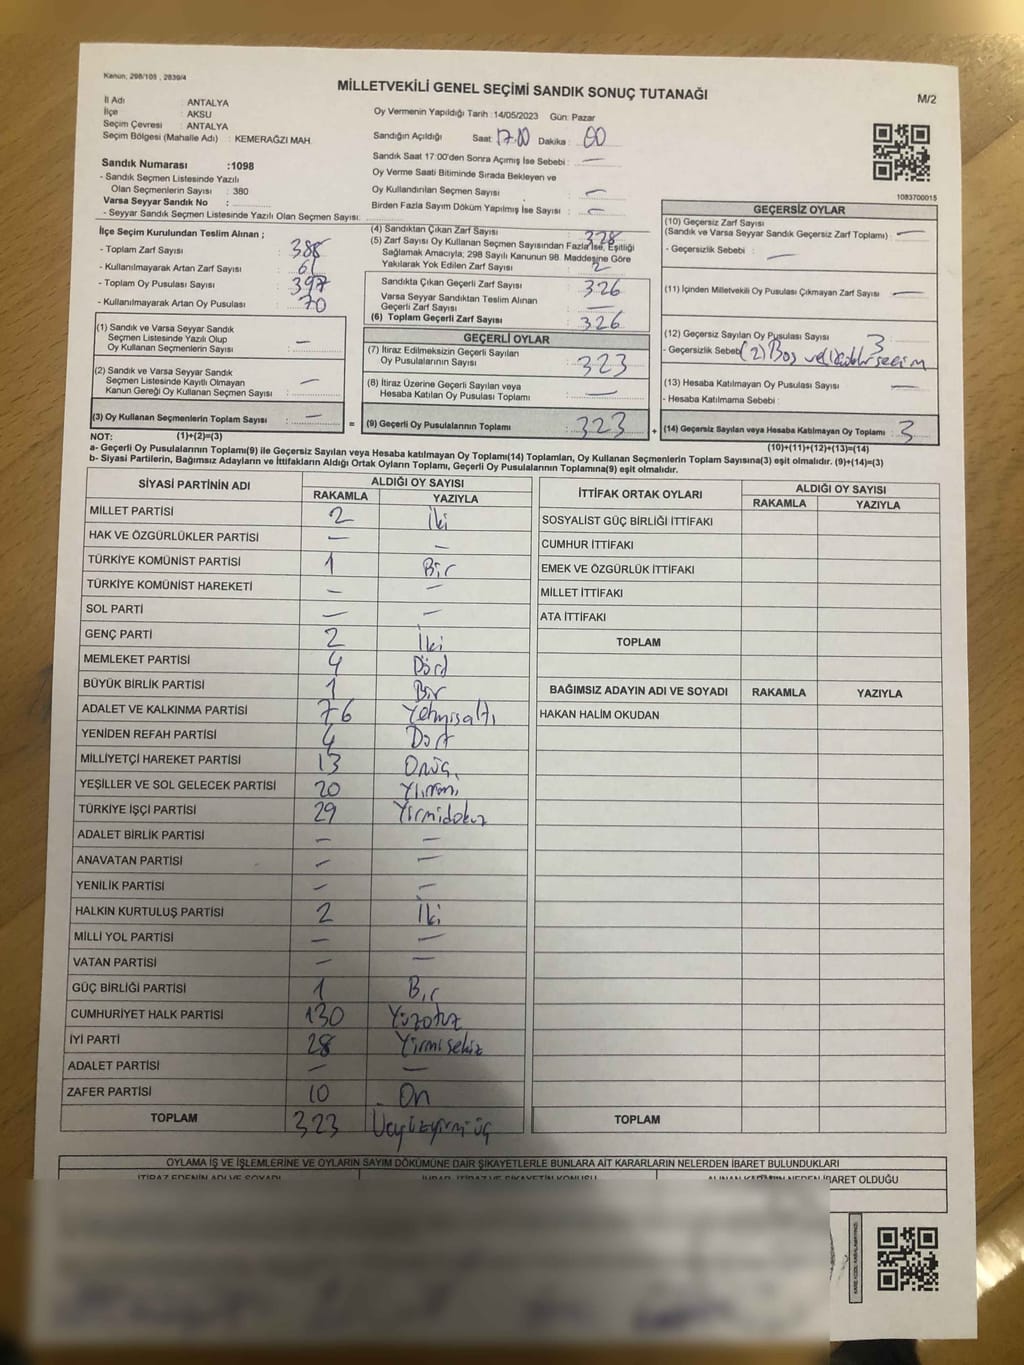 Kanun, 298/105 , 2839/4
MİLLETVEKİLİ GENEL SEÇİMİ SANDIK SONUÇ TUTANAĞI
M/2
İl Adı : ANTALYA
İlçe : AKSU
Seçim Çevresi : ANTALYA
Seçim Bölgesi (Mahalle Adı) : KEMERAĞZI MAH.
Sandık Numarası :1098
- Sandık Seçmen Listesinde Yazılı
Olan Seçmenlerin Sayısı : 380
Varsa Seyyar Sandık No :
- Seyyar Sandık Seçmen Listesinde Yazılı Olan Seçmen Sayısı:
Oy Vermenin Yapıldığı Tarih :14/05/2023 Gün: Pazar
Sandığın Açıldığı Saat 17.00 Dakika : 00
Sandık Saat 17:00'den Sonra Açımış İse Sebebi : —
Oy Verme Saati Bitiminde Sırada Bekleyen ve
Oy Kullandırılan Seçmen Sayısı : —
Birden Fazla Sayım Döküm Yapılmış İse Sayısı : —
1083700015
İlçe Seçim Kurulundan Teslim Alınan ;
- Toplam Zarf Sayısı : 388
- Kullanılmayarak Artan Zarf Sayısı : 61
- Toplam Oy Pusulası Sayısı : 397
- Kullanılmayarak Artan Oy Pusulası : 70
(1) Sandık ve Varsa Seyyar Sandık
Seçmen Listesinde Yazılı Olup
Oy Kullanan Seçmenlerin Sayısı : —
(2) Sandık ve Varsa Seyyar Sandık
Seçmen Listesinde Kayıtlı Olmayan
Kanun Gereği Oy Kullanan Seçmen Sayısı : —
(3) Oy Kullanan Seçmenlerin Toplam Sayısı : —
(1)+(2)=(3)
(4) Sandıktan Çıkan Zarf Sayısı : 328
(5) Zarf Sayısı Oy Kullanan Seçmen Sayısından Fazla İse, Eşitliği
Sağlamak Amacıyla; 298 Sayılı Kanunun 98. Maddesine Göre
Yakılarak Yok Edilen Zarf Sayısı : 2
Sandıkta Çıkan Geçerli Zarf Sayısı : 326
Varsa Seyyar Sandıktan Teslim Alınan
Geçerli Zarf Sayısı : —
(6) Toplam Geçerli Zarf Sayısı : 326
GEÇERLİ OYLAR
(7) İtiraz Edilmeksizin Geçerli Sayılan
Oy Pusulalarının Sayısı : 323
(8) İtiraz Üzerine Geçerli Sayılan veya
Hesaba Katılan Oy Pusulası Toplamı : —
= (9) Geçerli Oy Pusulalarının Toplamı : 323
GEÇERSİZ OYLAR
(10) Geçersiz Zarf Sayısı
(Sandık ve Varsa Seyyar Sandık Geçersiz Zarf Toplamı) : —
- Geçersizlik Sebebi : —
(11) İçinden Milletvekili Oy Pusulası Çıkmayan Zarf Sayısı : —
(12) Geçersiz Sayılan Oy Pusulası Sayısı : 3
- Geçersizlik Sebebi (2) Boş
(13) Hesaba Katılmayan Oy Pusulası Sayısı : —
- Hesaba Katılmama Sebebi :
+ (14) Geçersiz Sayılan veya Hesaba Katılmayan Oy Toplamı : 3
(10)+(11)+(12)+(13)=(14)
NOT:
a- Geçerli Oy Pusulalarının Toplamı(9) ile Geçersiz Sayılan veya Hesaba katılmayan Oy Toplamı(14) Toplamları, Oy Kullanan Seçmenlerin Toplam Sayısına(3) eşit olmalıdır. (9)+(14)=(3)
b- Siyasi Partilerin, Bağımsız Adayların ve İttifakların Aldığı Ortak Oyların Toplamı, Geçerli Oy Pusulalarının Toplamına(9) eşit olmalıdır.
SİYASİ PARTİNİN ADI ALDIĞI OY SAYISI
RAKAMLA YAZIYLA
MİLLET PARTİSİ 2 İki
HAK VE ÖZGÜRLÜKLER PARTİSİ — —
TÜRKİYE KOMÜNİST PARTİSİ 1 Bir
TÜRKİYE KOMÜNİST HAREKETİ — —
SOL PARTİ — —
GENÇ PARTİ 2 İki
MEMLEKET PARTİSİ 4 Dört
BÜYÜK BİRLİK PARTİSİ 1 Bir
ADALET VE KALKINMA PARTİSİ 76 Yetmişaltı
YENİDEN REFAH PARTİSİ 4 Dört
MİLLİYETÇİ HAREKET PARTİSİ 13 Onüç
YEŞİLLER VE SOL GELECEK PARTİSİ 20 Yirmi
TÜRKİYE İŞÇİ PARTİSİ 29 Yirmidokuz
ADALET BİRLİK PARTİSİ — —
ANAVATAN PARTİSİ — —
YENİLİK PARTİSİ — —
HALKIN KURTULUŞ PARTİSİ 2 İki
MİLLİ YOL PARTİSİ — —
VATAN PARTİSİ — —
GÜÇ BİRLİĞİ PARTİSİ 1 Bir
CUMHURİYET HALK PARTİSİ 130 Yüzotuz
İYİ PARTİ 28 Yirmisekiz
ADALET PARTİSİ — —
ZAFER PARTİSİ 10 On
TOPLAM 323 Üçyüzyirmiüç
İTTİFAK ORTAK OYLARI ALDIĞI OY SAYISI
RAKAMLA YAZIYLA
SOSYALİST GÜÇ BİRLİĞİ İTTİFAKI
CUMHUR İTTİFAKI
EMEK VE ÖZGÜRLÜK İTTİFAKI
MİLLET İTTİFAKI
ATA İTTİFAKI
TOPLAM
BAĞIMSIZ ADAYIN ADI VE SOYADI RAKAMLA YAZIYLA
HAKAN HALİM OKUDAN
TOPLAM
OYLAMA İŞ VE İŞLEMLERİNE VE OYLARIN SAYIM DÖKÜMÜNE DAİR ŞİKAYETLERLE BUNLARA AİT KARARLARIN NELERDEN İBARET BULUNDUKLARI
İTİRAZ EDENİN ADI VE SOYADI